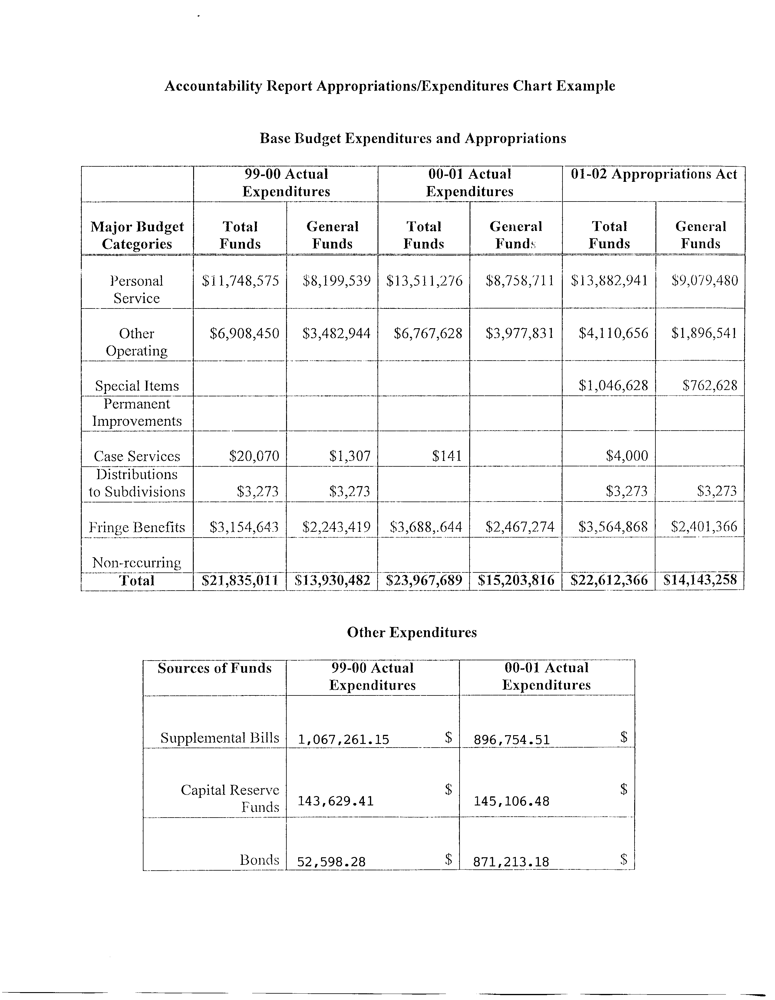 Accountability Report Appropriations/Expenditures Chart Example
Base Budget Expenditures and Appropriations
99-00 Actual Expenditures 00-01 Actual Expenditures 01-02 Appropriations Act
Major Budget Categories Total Funds General Funds Total Funds General Funds Total Funds General Funds
Personal Service $11,748,575 $8,199,539 $13,511,276 $8,758,711 $13,882,941 $9,079,480
Other Operating $6,908,450 $3,482,944 $6,767,628 $3,977,831 $4,110,656 $1,896,541
Special Items $1,046,628 $762,628
Permanent Improvements
Case Services $20,070 $1,307 $141 $4,000
Distributions to Subdivisions $3,273 $3,273 $3,273 $3,273
Fringe Benefits $3,154,643 $2,243,419 $3,688,.644 $2,467,274 $3,564,868 $2,401,366
Non-recurring
Total $21,835,011 $13,930,482 $23,967,689 $15,203,816 $22,612,366 $14,143,258
Other Expenditures
Sources of Funds 99-00 Actual Expenditures 00-01 Actual Expenditures
Supplemental Bills 1,067,261.15 $ 896,754.51 $
Capital Reserve Funds 143,629.41 $ 145,106.48 $
Bonds 52,598.28 $ 871,213.18 $